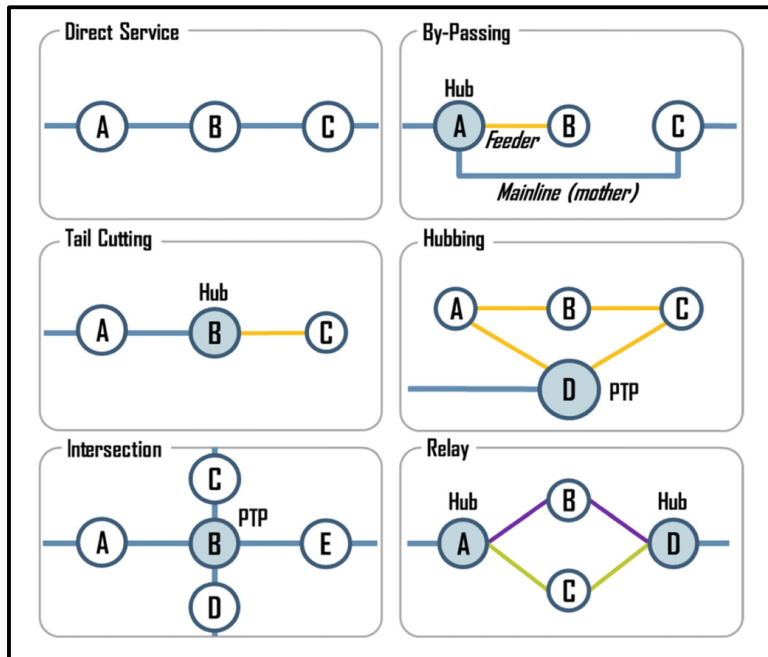 Direct Service
A
B
C
By-Passing
Hub
A
B
C
Feeder
Mainline (mother)
Tail Cutting
Hub
A
B
C
Hubbing
A
B
C
D
PTP
Intersection
C
PTP
A
B
E
D
Relay
Hub
B
Hub
A
D
C